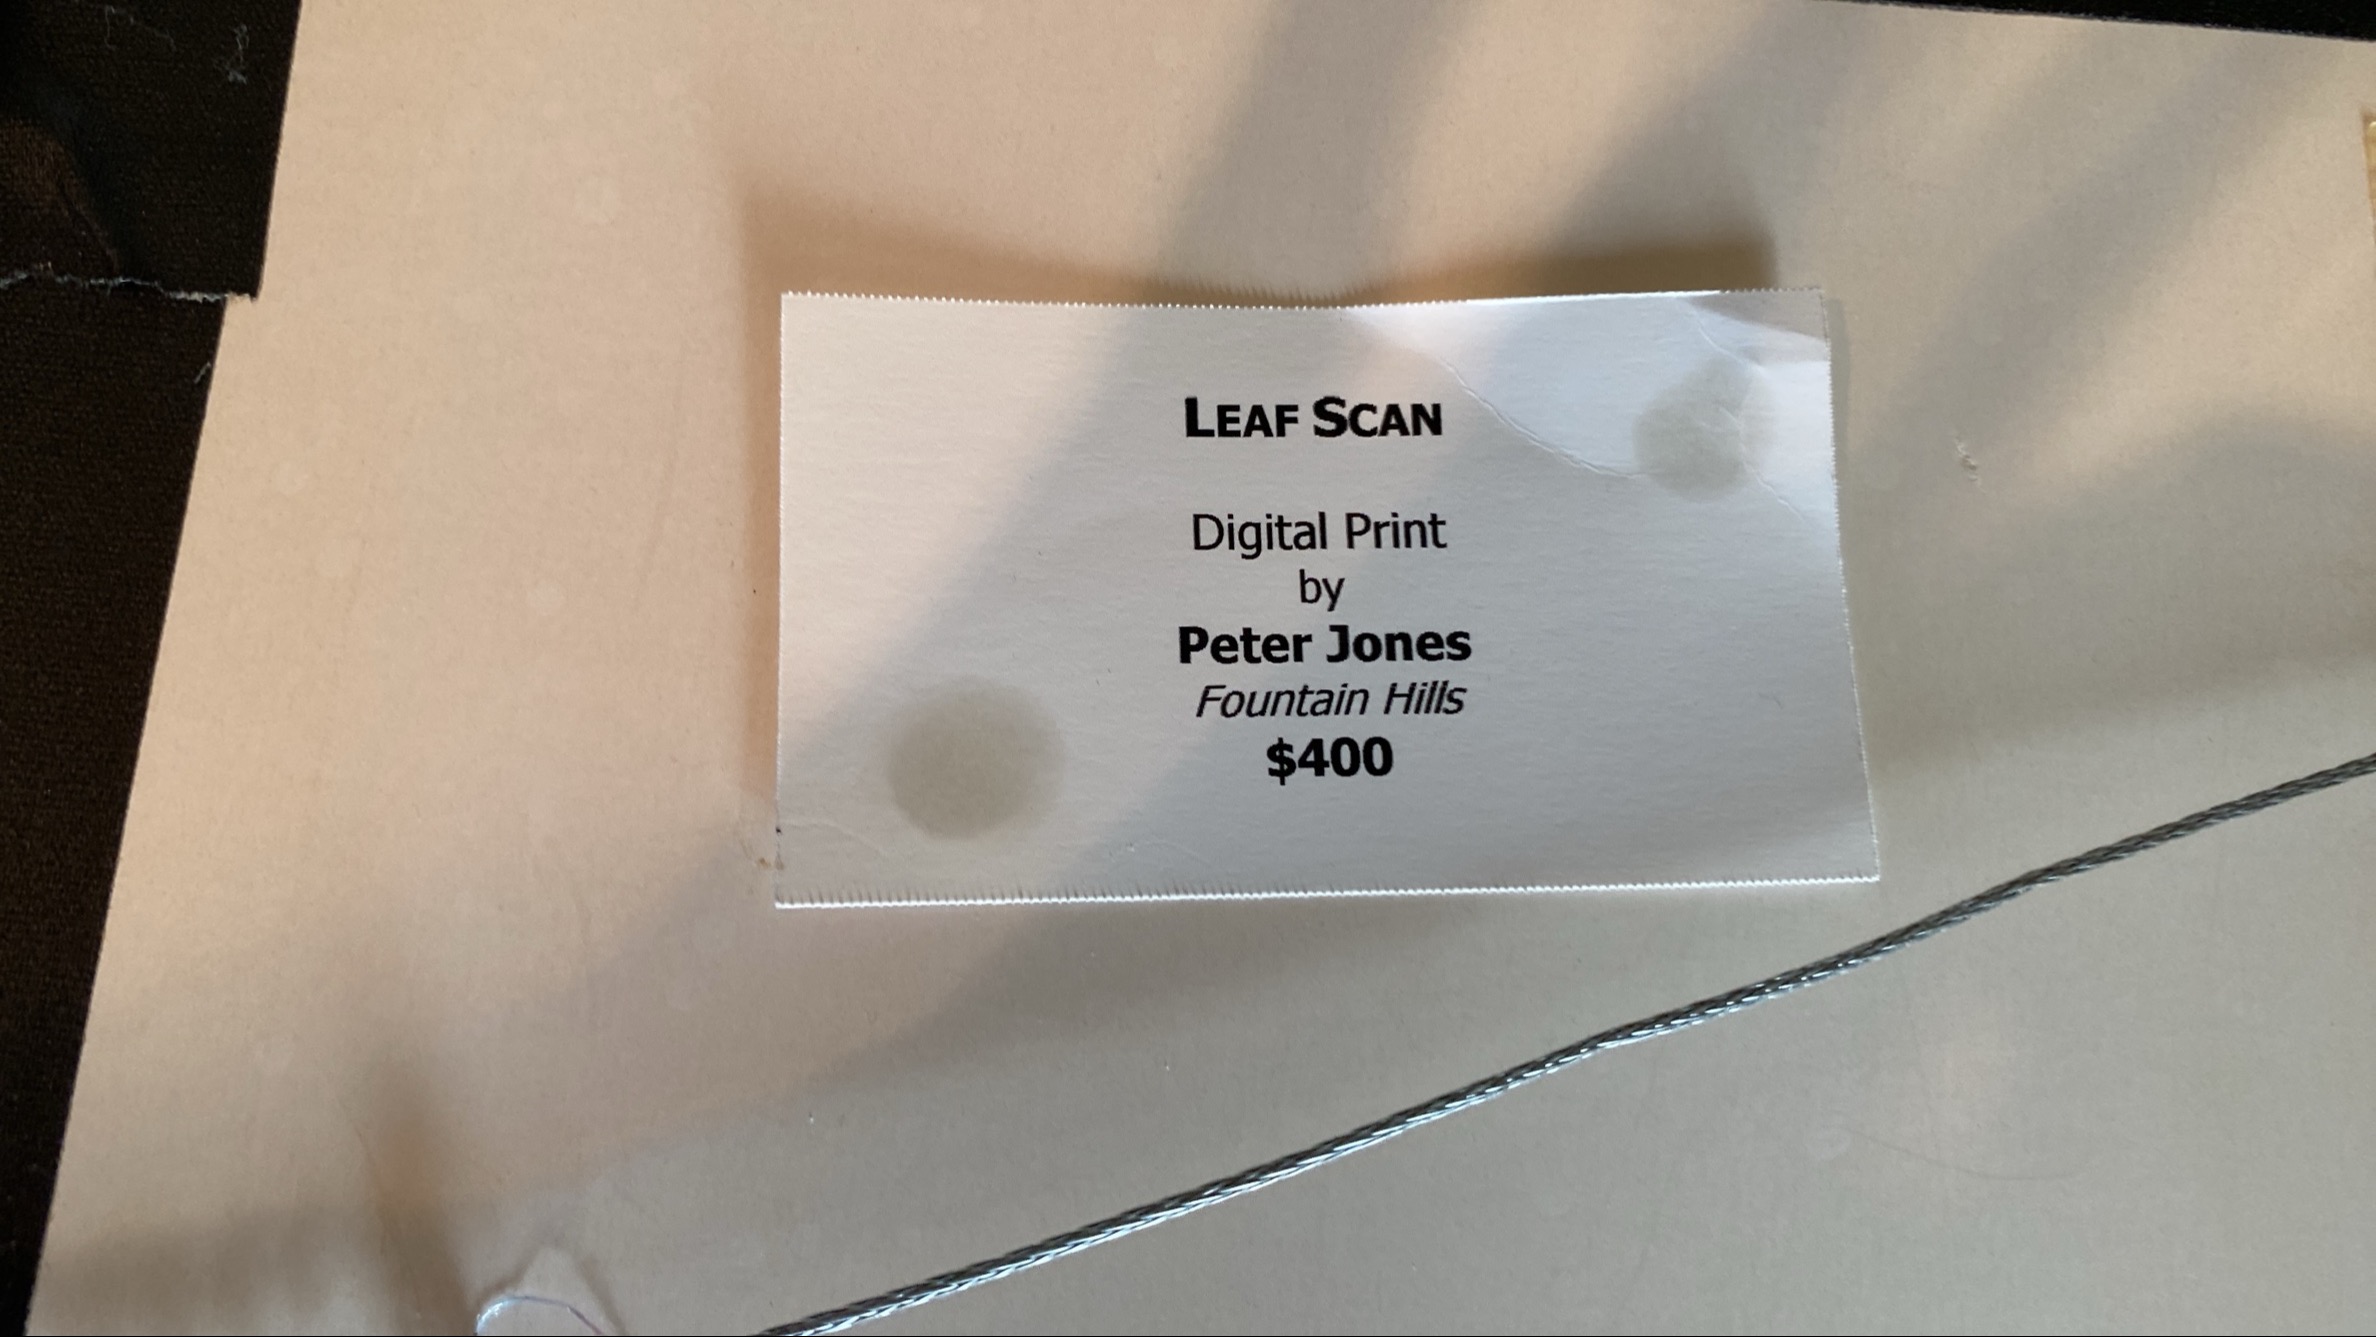 LEAF SCAN
Digital Print
by
Peter Jones
Fountain Hills
$400